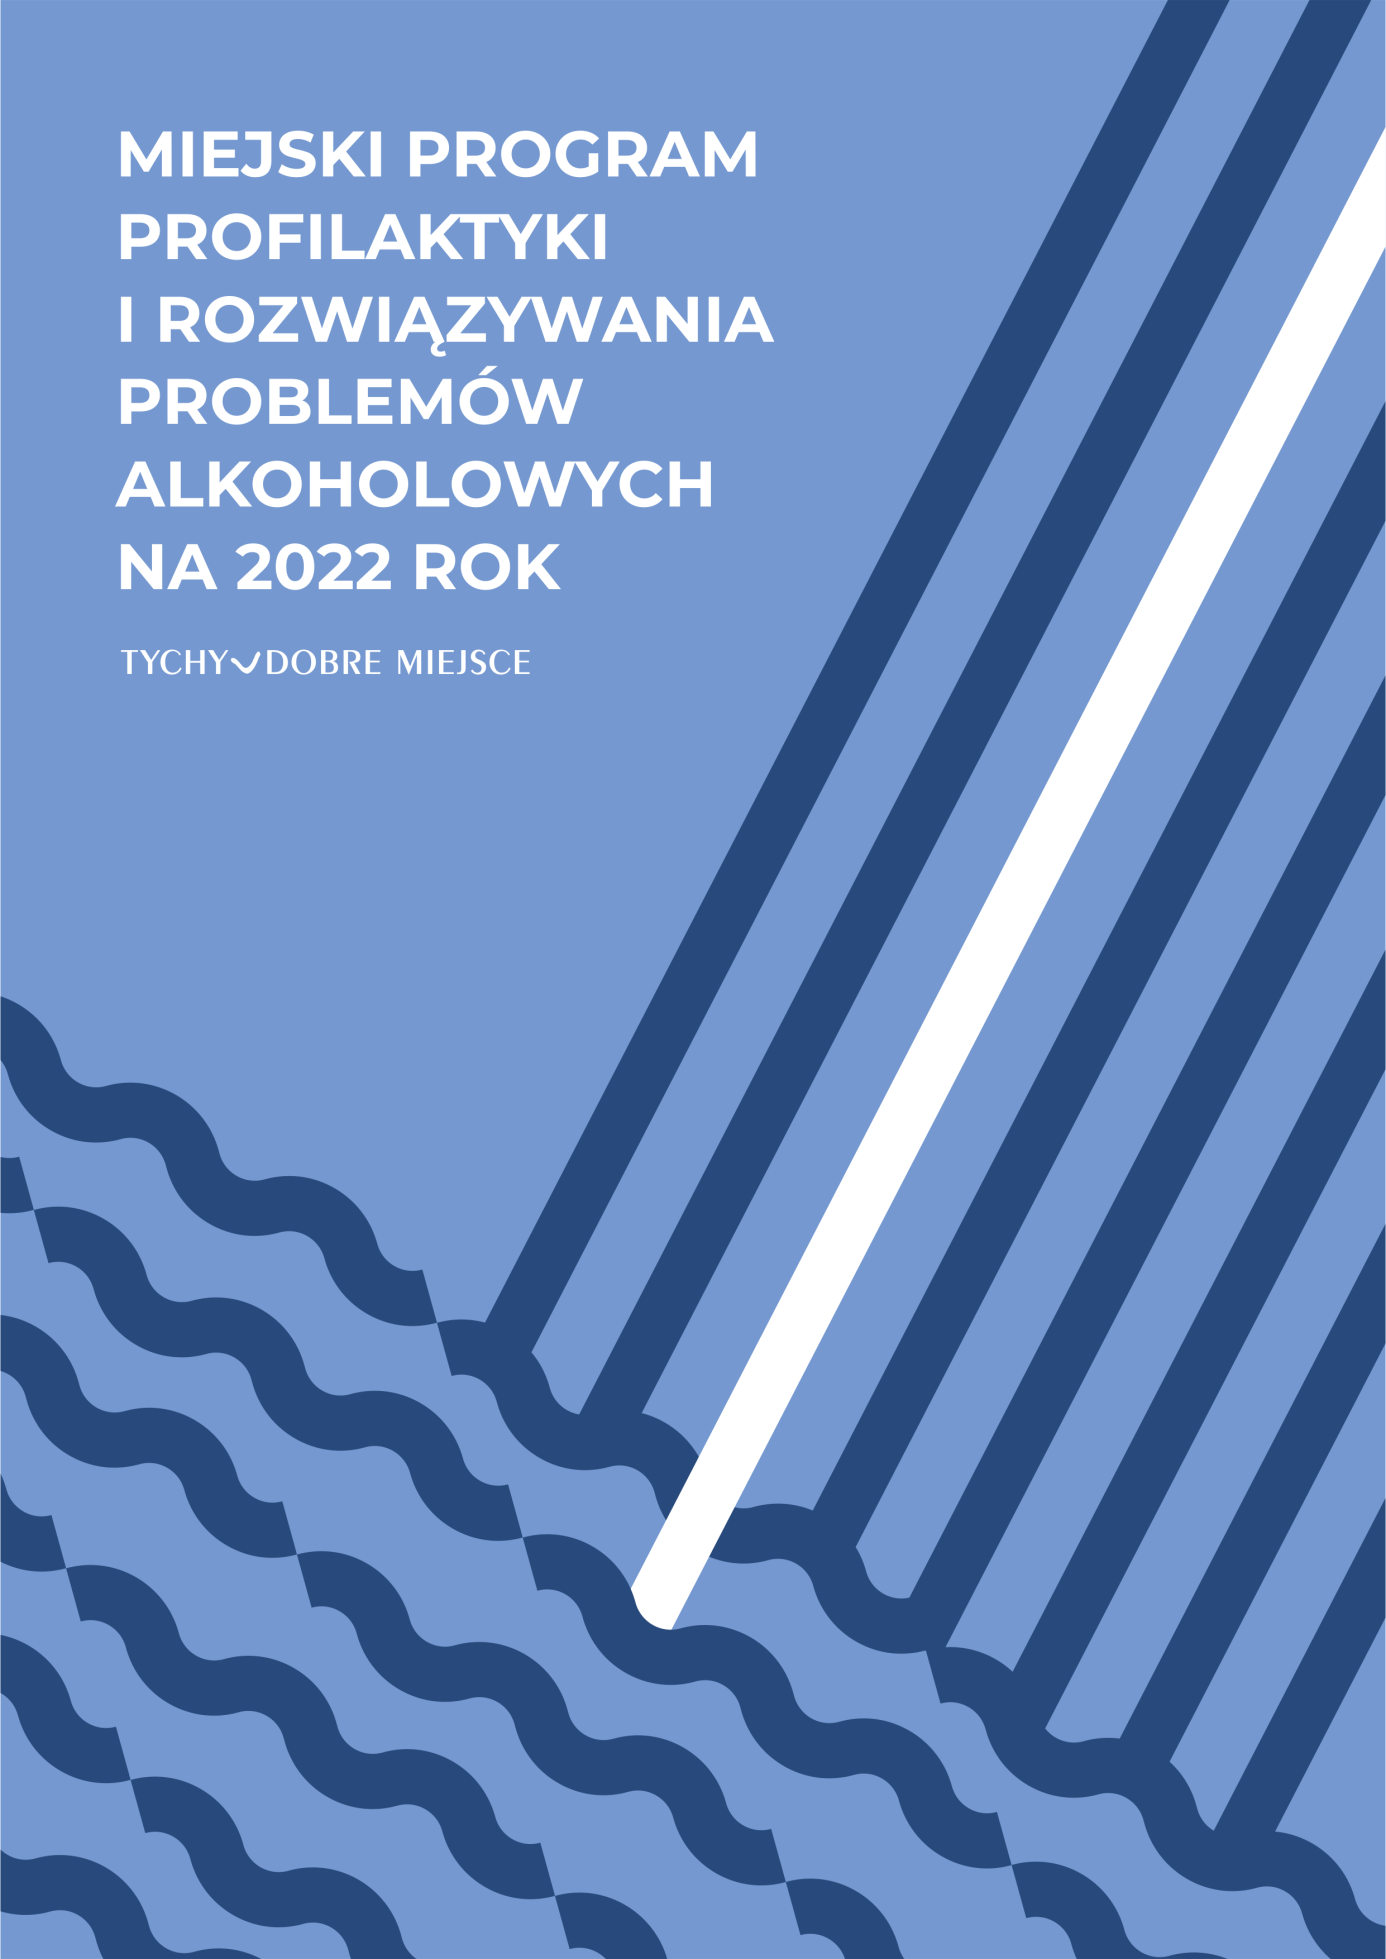 MIEJSKI PROGRAM
PROFILAKTYKI
I ROZWIĄZYWANIA
PROBLEMÓW
ALKOHOLOWYCH
NA 2022 ROK
TYCHY DOBRE MIEJSCE